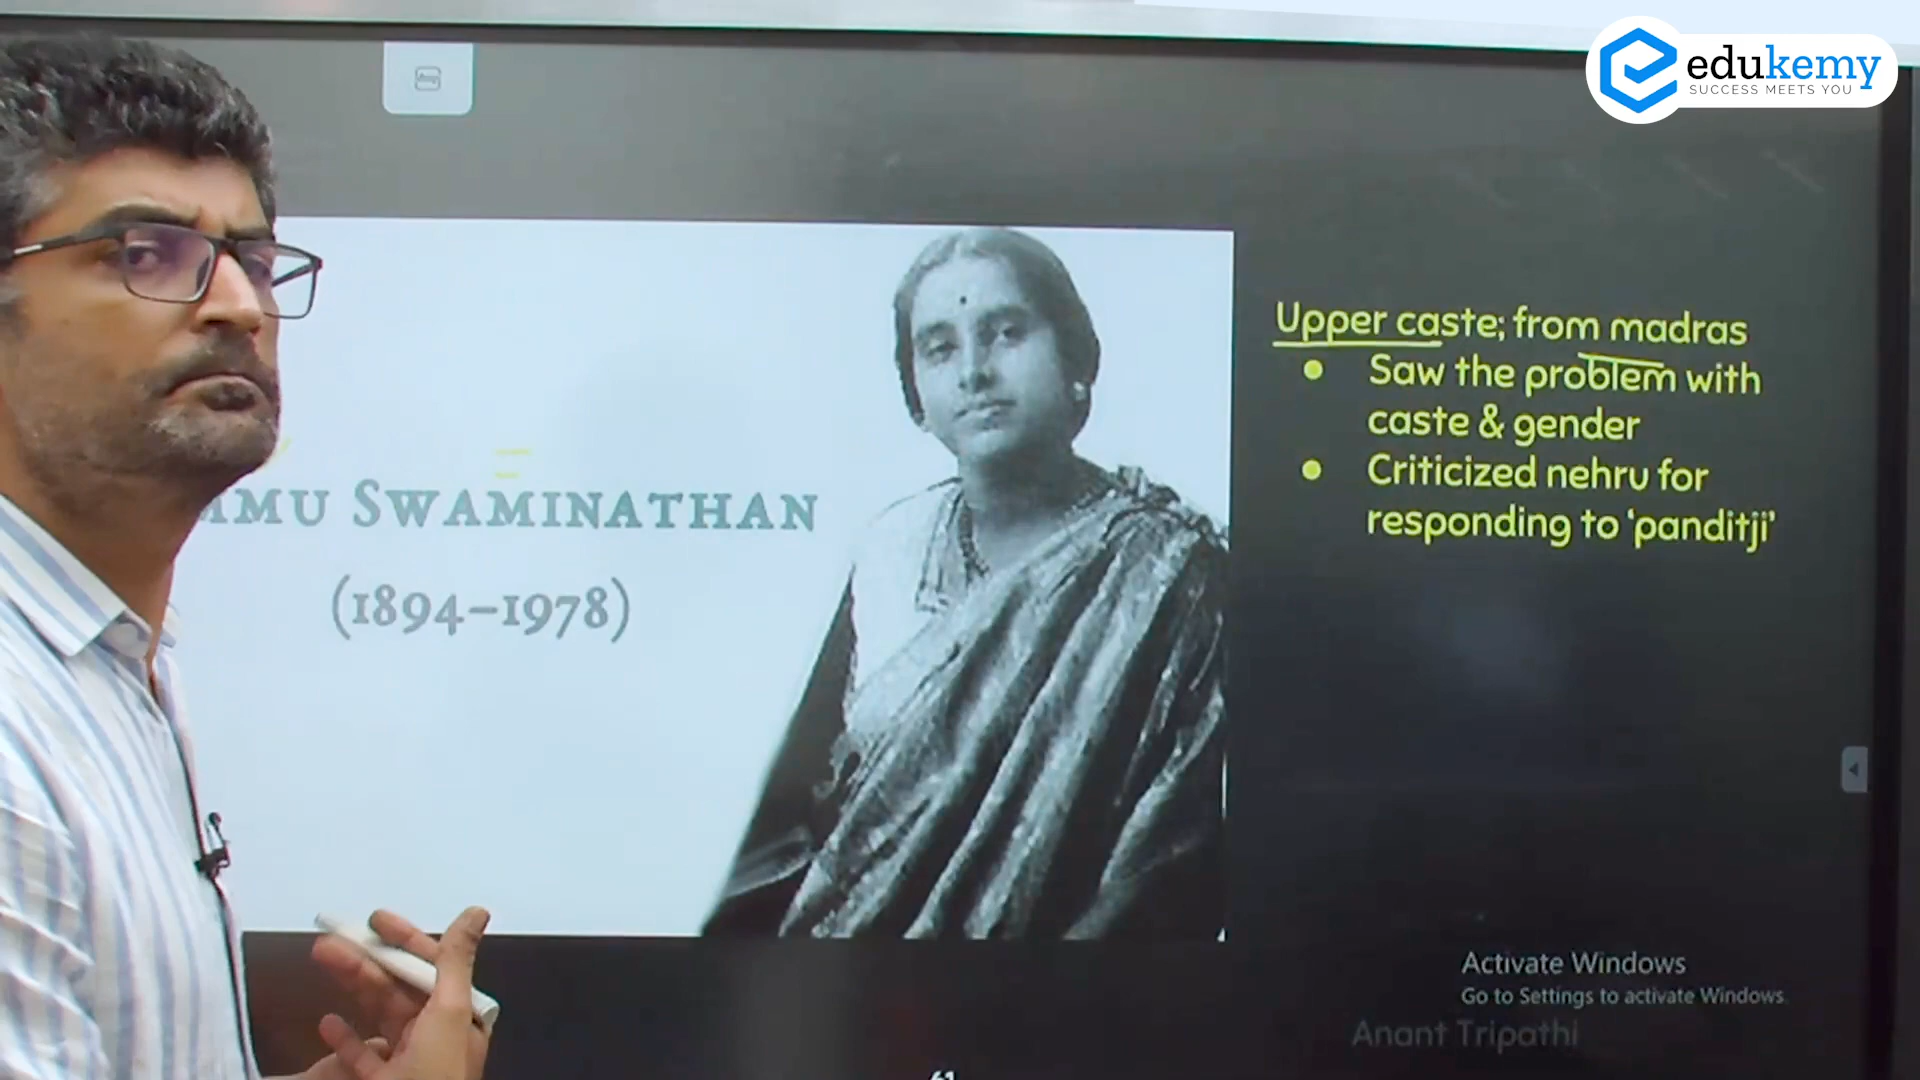 edukemy
SUCCESS MEETS YOU
Upper caste; from madras
Saw the problem with
caste & gender
Criticized nehru for
responding to 'panditji'
SWAMINATHAN
(1894–1978)
Activate Windows
Go to Settings to activate Windows.
Anant Tripathi